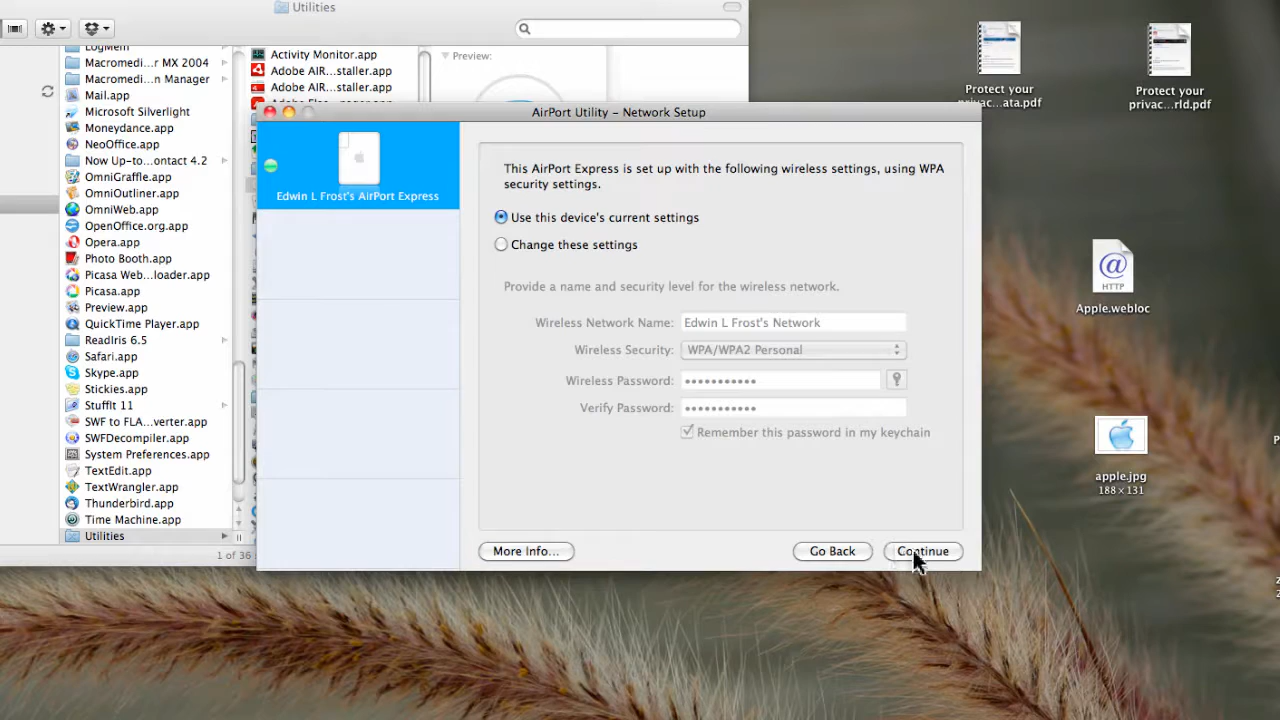 Utilities
LogMeIn
Macromedi...r MX 2004
Macromedi...n Manager
Mail.app
Microsoft Silverlight
Moneydance.app
NeoOffice.app
Now Up-to...ontact 4.2
OmniGraffle.app
OmniOutliner.app
OmniWeb.app
OpenOffice.org.app
Opera.app
Photo Booth.app
Picasa Web...loader.app
Picasa.app
Preview.app
QuickTime Player.app
ReadIris 6.5
Safari.app
Skype.app
Stickies.app
StuffIt 11
SWF to FLA...verter.app
SWFDecompiler.app
System Preferences.app
TextEdit.app
TextWrangler.app
Thunderbird.app
Time Machine.app
Utilities
1 of 36
Activity Monitor.app
Adobe AIR...staller.app
Adobe AIR...staller.app
Preview:
AirPort Utility – Network Setup
Edwin L Frost's AirPort Express
This AirPort Express is set up with the following wireless settings, using WPA
security settings.
Use this device's current settings
Change these settings
Provide a name and security level for the wireless network.
Wireless Network Name: Edwin L Frost's Network
Wireless Security: WPA/WPA2 Personal
Wireless Password: •••••••••••
Verify Password: •••••••••••
Remember this password in my keychain
More Info...
Go Back
Continue
Protect your
privac...ata.pdf
Protect your
privac...rld.pdf
@
HTTP
Apple.webloc
apple.jpg
188×131